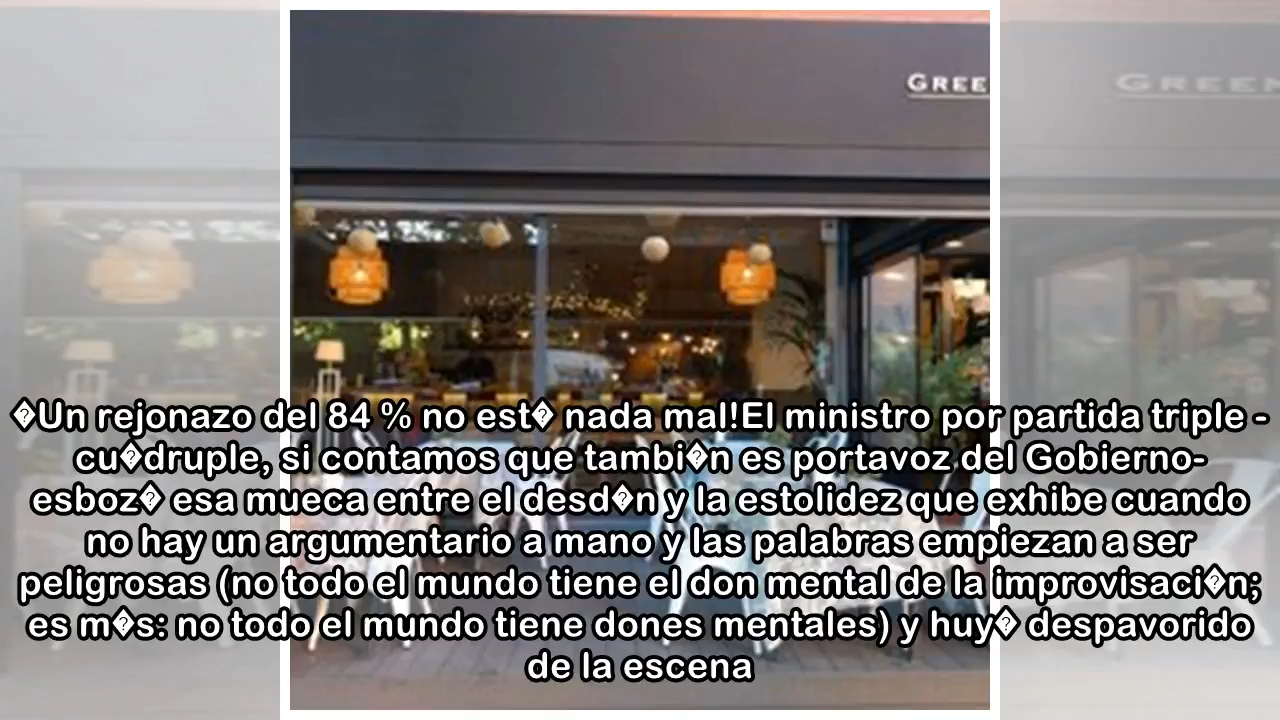 GREE
GREEN
�Un rejonazo del 84 % no est� nada mal!El ministro por partida triple -
cu�druple, si contamos que tambi�n es portavoz del Gobierno-
esboz� esa mueca entre el desd�n y la estolidez que exhibe cuando
no hay un argumentario a mano y las palabras empiezan a ser
peligrosas (no todo el mundo tiene el don mental de la improvisaci�n;
es m�s: no todo el mundo tiene dones mentales) y huy� despavorido
de la escena